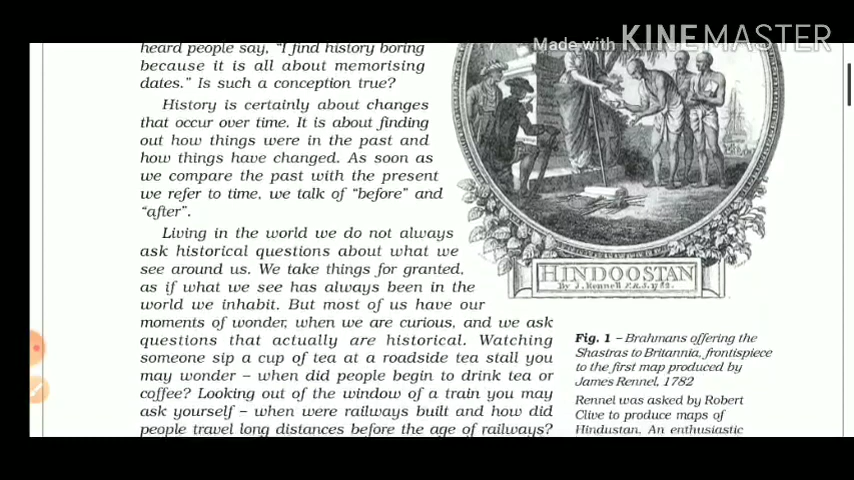 Made with KINEMASTER
heard people say, "I find history boring
because it is all about memorising
dates." Is such a conception true?
History is certainly about changes
that occur over time. It is about finding
out how things were in the past and
how things have changed. As soon as
we compare the past with the present
we refer to time, we talk of "before" and
"after".
Living in the world we do not always
ask historical questions about what we
see around us. We take things for granted,
as if what we see has always been in the
world we inhabit. But most of us have our
moments of wonder, when we are curious, and we ask
questions that actually are historical. Watching
someone sip a cup of tea at a roadside tea stall you
may wonder – when did people begin to drink tea or
coffee? Looking out of the window of a train you may
ask yourself – when were railways built and how did
people travel long distances before the age of railways?
HINDOOSTAN
By J. Rennell F.R.S. 1782.
Fig. 1 – Brahmans offering the
Shastras to Britannia, frontispiece
to the first map produced by
James Rennel, 1782
Rennel was asked by Robert
Clive to produce maps of
Hindustan. An enthusiastic